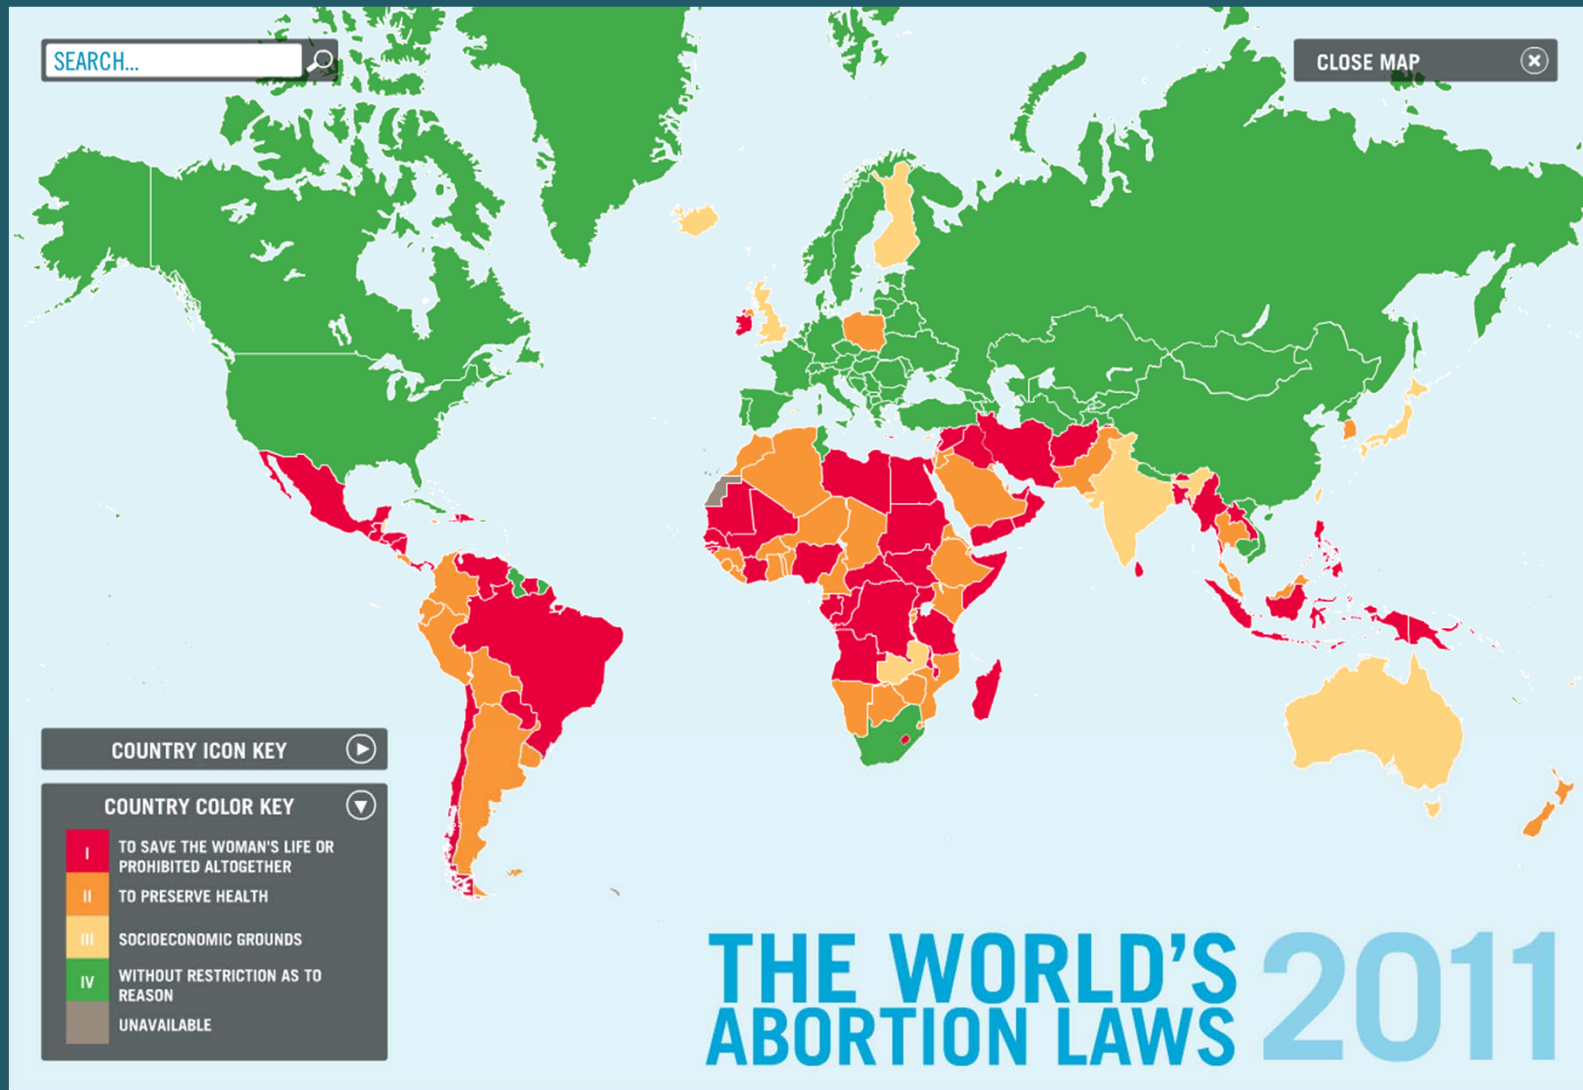 SEARCH...
CLOSE MAP
COUNTRY ICON KEY
COUNTRY COLOR KEY
I
TO SAVE THE WOMAN'S LIFE OR
PROHIBITED ALTOGETHER
II
TO PRESERVE HEALTH
III
SOCIOECONOMIC GROUNDS
IV
WITHOUT RESTRICTION AS TO
REASON
UNAVAILABLE
THE WORLD'S
ABORTION LAWS
2011